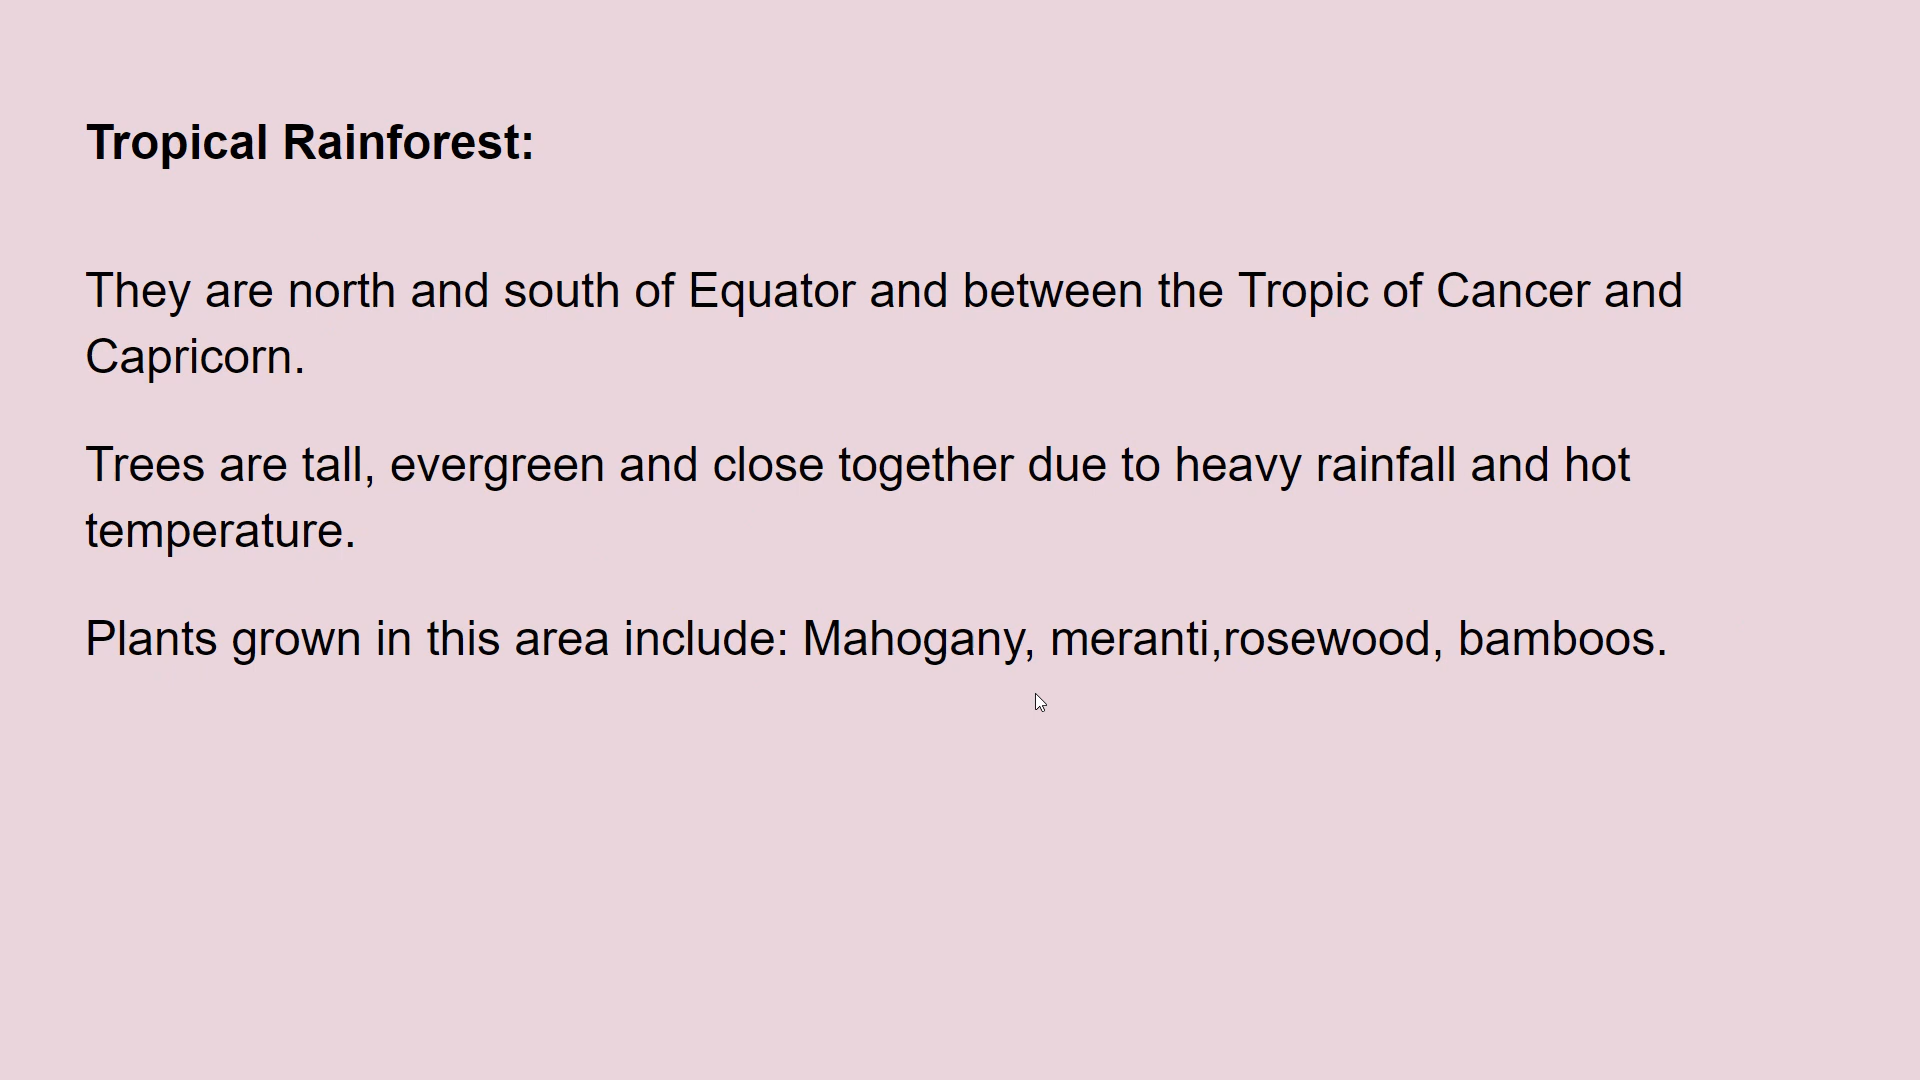 Tropical Rainforest:
They are north and south of Equator and between the Tropic of Cancer and
Capricorn.
Trees are tall, evergreen and close together due to heavy rainfall and hot
temperature.
Plants grown in this area include: Mahogany, meranti,rosewood, bamboos.